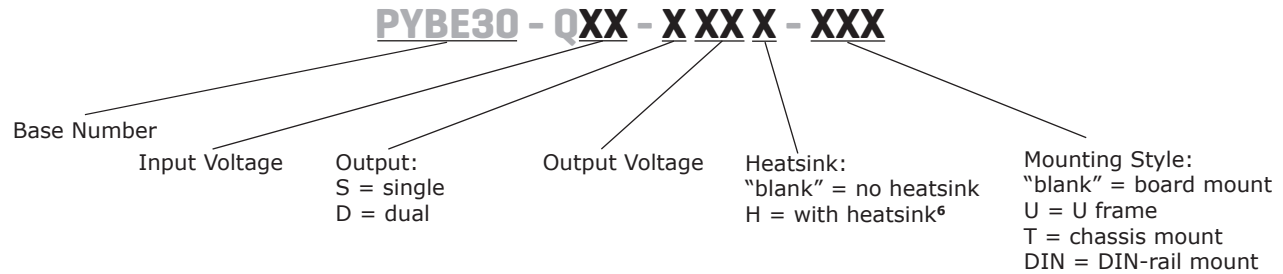 PYBE30 - QXX - X XX X - XXX
Base Number
Input Voltage
Output:
S = single
D = dual
Output Voltage
Heatsink:
"blank" = no heatsink
H = with heatsink⁶
Mounting Style:
"blank" = board mount
U = U frame
T = chassis mount
DIN = DIN-rail mount